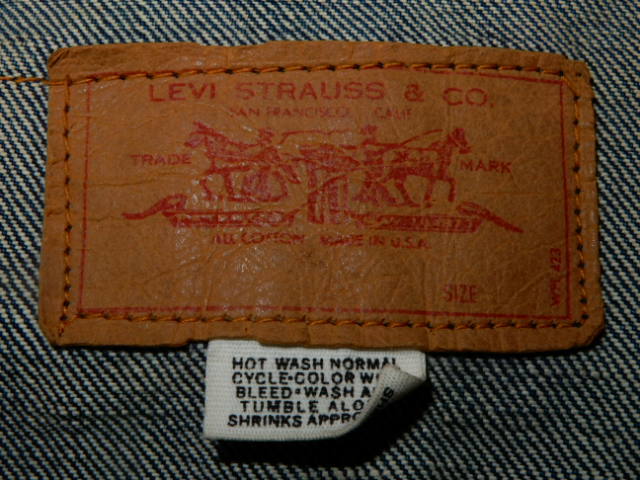 LEVI STRAUSS & CO.
SAN FRANCISCO CALIF
TRADE MARK
ALL COTTON MADE IN U.S.A.
SIZE
423
HOT WASH NORMAL
CYCLE-COLOR
BLEED-WASH
TUMBLE
SHRINKS